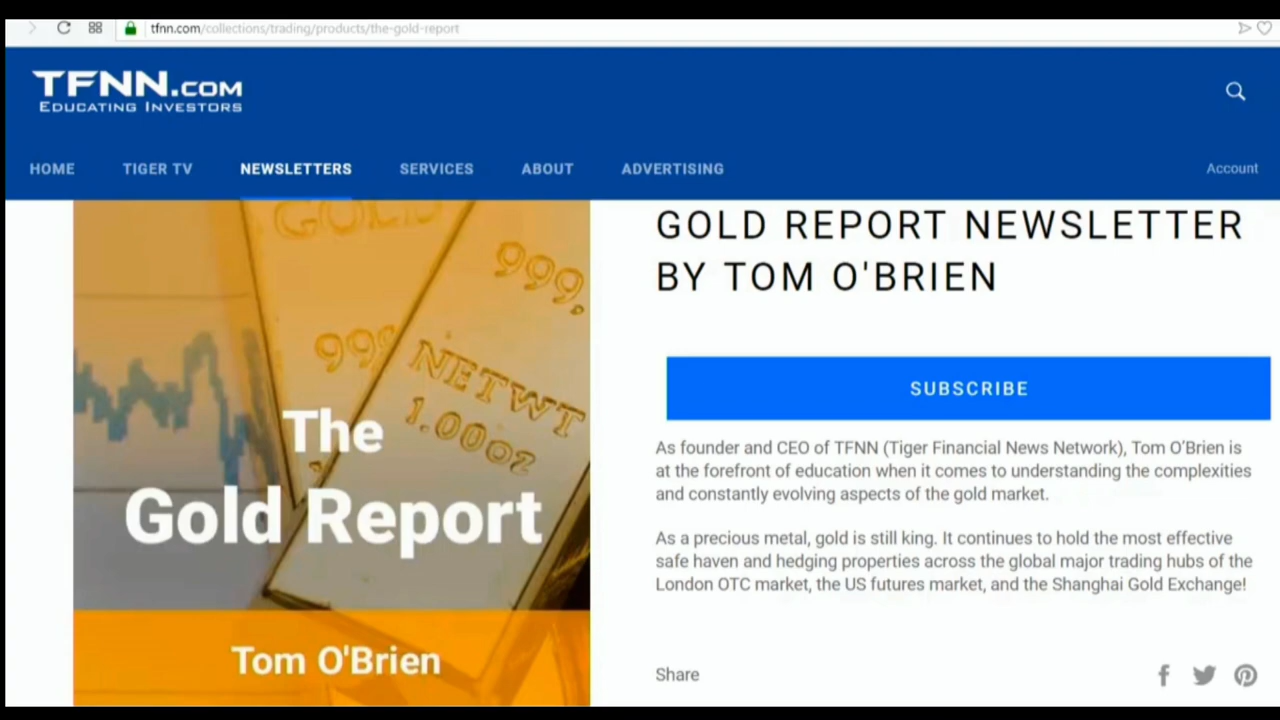 tfnn.com/collections/trading/products/the-gold-report
TFNN.COM
EDUCATING INVESTORS
HOME TIGER TV NEWSLETTERS SERVICES ABOUT ADVERTISING Account
GOLD
999,
999
NETWT
1.00oz
The
Gold Report
Tom O'Brien
GOLD REPORT NEWSLETTER
BY TOM O'BRIEN
SUBSCRIBE
As founder and CEO of TFNN (Tiger Financial News Network), Tom O'Brien is
at the forefront of education when it comes to understanding the complexities
and constantly evolving aspects of the gold market.
As a precious metal, gold is still king. It continues to hold the most effective
safe haven and hedging properties across the global major trading hubs of the
London OTC market, the US futures market, and the Shanghai Gold Exchange!
Share